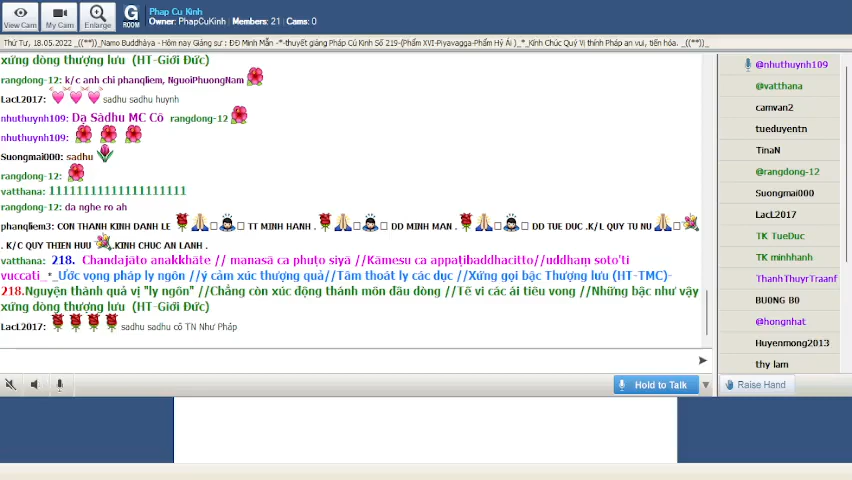 View Cam
My Cam
Enlarge
G
ROOM
Phap Cu Kinh
Owner: PhapCuKinh | Members: 21 | Cams: 0
Thứ Tư, 18.05.2022 _((**))_Namo Buddhàya - Hôm nay Giảng sư : ĐĐ Minh Mẫn -*-thuyết giảng Pháp Cú Kinh Số 219-(Phẩm XVI-Piyavagga-Phẩm Hỷ Ái )_*_Kính Chúc Quý Vị thính Pháp an vui, tiến hóa. _((**))_
xứng dòng thượng lưu (HT-Giới Đức)
rangdong-12: k/c anh chi phanqliem, NguoiPhuongNam
LacL2017: sadhu sadhu huynh
nhuthuynh109: Dạ Sàdhu MC Cô rangdong-12
nhuthuynh109:
Suongmai000: sadhu
rangdong-12:
vatthana: 1111111111111111111111
rangdong-12: da nghe ro ah
phanqliem3: CON THANH KINH DANH LE TT MINH HANH . DD MINH MAN . DD TUE DUC .K/L QUY TU NU
. K/C QUY THIEN HUU .KINH CHUC AN LANH .
vatthana: 218. Chandajāto anakkhāte // manasā ca phuṭo siyā //Kāmesu ca appaṭibaddhacitto//uddhaṃ soto'ti
vuccati_*_Ước vọng pháp ly ngôn //ý cảm xúc thượng quả//Tâm thoát ly các dục //Xứng gọi bậc Thượng lưu (HT-TMC)-
218.Nguyện thành quả vị "ly ngôn" //Chẳng còn xúc động thánh môn đầu dòng //Tế vi các ái tiêu vong //Những bậc như vậy
xứng dòng thượng lưu (HT-Giới Đức)
LacL2017: sadhu sadhu cô TN Như Pháp
Hold to Talk
@nhuthuynh109
@vatthana
camvan2
tueduyentn
TinaN
@rangdong-12
Suongmai000
LacL2017
TK TueDuc
TK minhhanh
ThanhThuyrTraanf
BU0NG B0
@hongnhat
Huyenmong2013
thy lam
Raise Hand